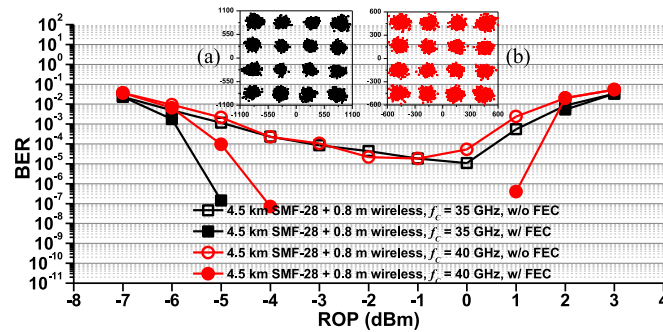 1100
550
0
-550
-1100
-1100 -550 0 550 1100
(a)
600
300
0
-300
-600
-600 -300 0 300 600
(b)
10^2
10^1
10^0
10^-1
10^-2
10^-3
10^-4
10^-5
10^-6
10^-7
10^-8
10^-9
10^-10
10^-11
BER
4.5 km SMF-28 + 0.8 m wireless, f_c = 35 GHz, w/o FEC
4.5 km SMF-28 + 0.8 m wireless, f_c = 35 GHz, w/ FEC
4.5 km SMF-28 + 0.8 m wireless, f_c = 40 GHz, w/o FEC
4.5 km SMF-28 + 0.8 m wireless, f_c = 40 GHz, w/ FEC
-8 -7 -6 -5 -4 -3 -2 -1 0 1 2 3 4
ROP (dBm)